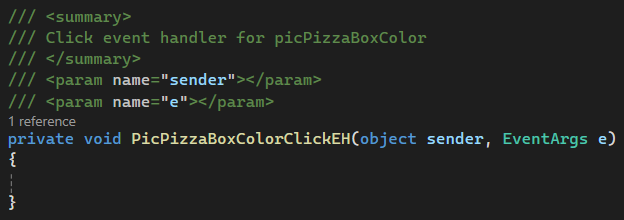 /// <summary>
/// Click event handler for picPizzaBoxColor
/// </summary>
/// <param name="sender"></param>
/// <param name="e"></param>
1 reference
private void PicPizzaBoxColorClickEH(object sender, EventArgs e)
{
}